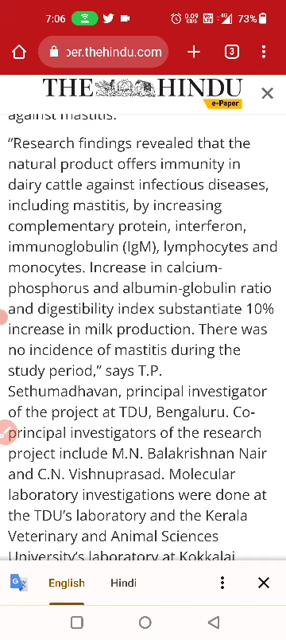 7:06
0.09
KB/S
4G
73%
per.thehindu.com
3
THE HINDU
e-Paper
against mastitis.
“Research findings revealed that the
natural product offers immunity in
dairy cattle against infectious diseases,
including mastitis, by increasing
complementary protein, interferon,
immunoglobulin (IgM), lymphocytes and
monocytes. Increase in calcium-
phosphorus and albumin-globulin ratio
and digestibility index substantiate 10%
increase in milk production. There was
no incidence of mastitis during the
study period,” says T.P.
Sethumadhavan, principal investigator
of the project at TDU, Bengaluru. Co-
principal investigators of the research
project include M.N. Balakrishnan Nair
and C.N. Vishnuprasad. Molecular
laboratory investigations were done at
the TDU’s laboratory and the Kerala
Veterinary and Animal Sciences
University’s laboratory at Kokkalai
English Hindi